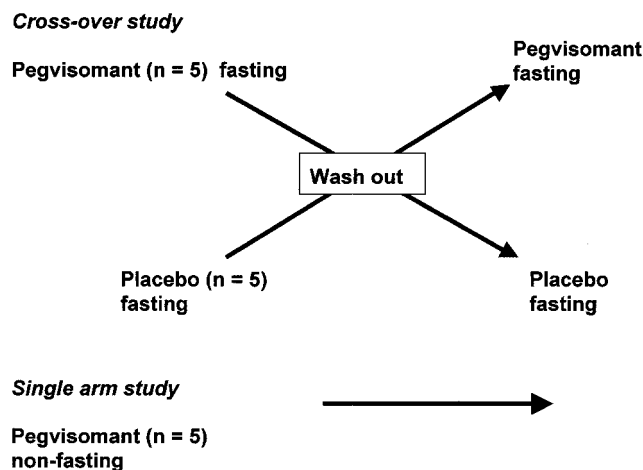 Cross-over study
Pegvisomant (n = 5) fasting
Pegvisomant
fasting
Wash out
Placebo (n = 5)
fasting
Placebo
fasting
Single arm study
Pegvisomant (n = 5)
non-fasting